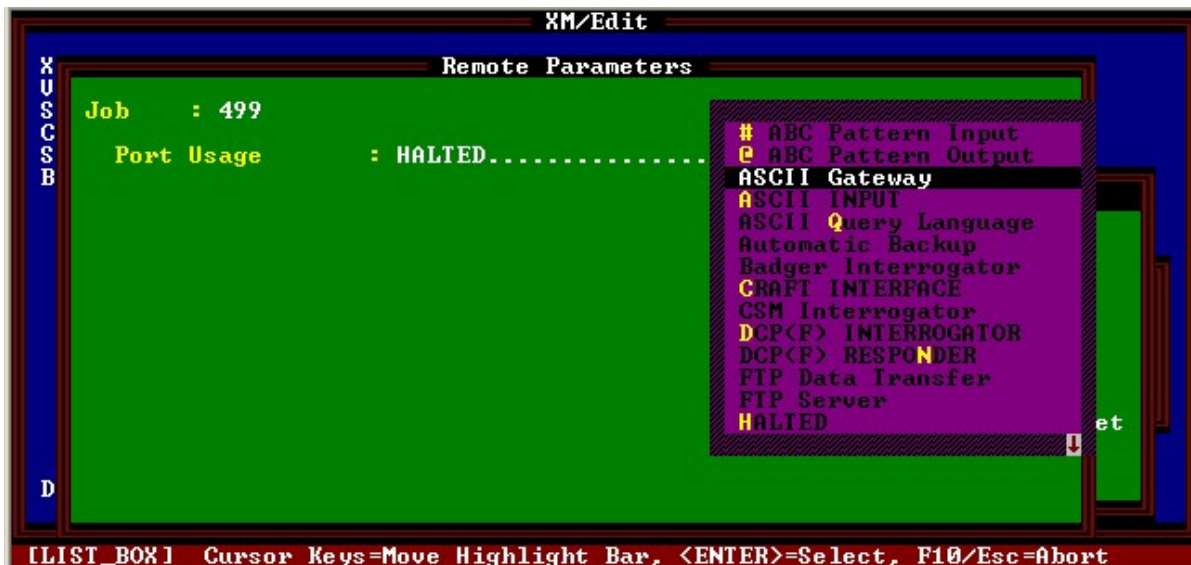 XM/Edit
Remote Parameters
X
V
S
C
S
B
D
Job : 499
Port Usage : HALTED...............
# ABC Pattern Input
@ ABC Pattern Output
ASCII Gateway
ASCII INPUT
ASCII Query Language
Automatic Backup
Badger Interrogator
CRAFT INTERFACE
CSM Interrogator
DCP(F) INTERROGATOR
DCP(F) RESPONDER
FTP Data Transfer
FTP Server
HALTED
et
[LIST_BOX] Cursor Keys=Move Highlight Bar, <ENTER>=Select, F10/Esc=Abort